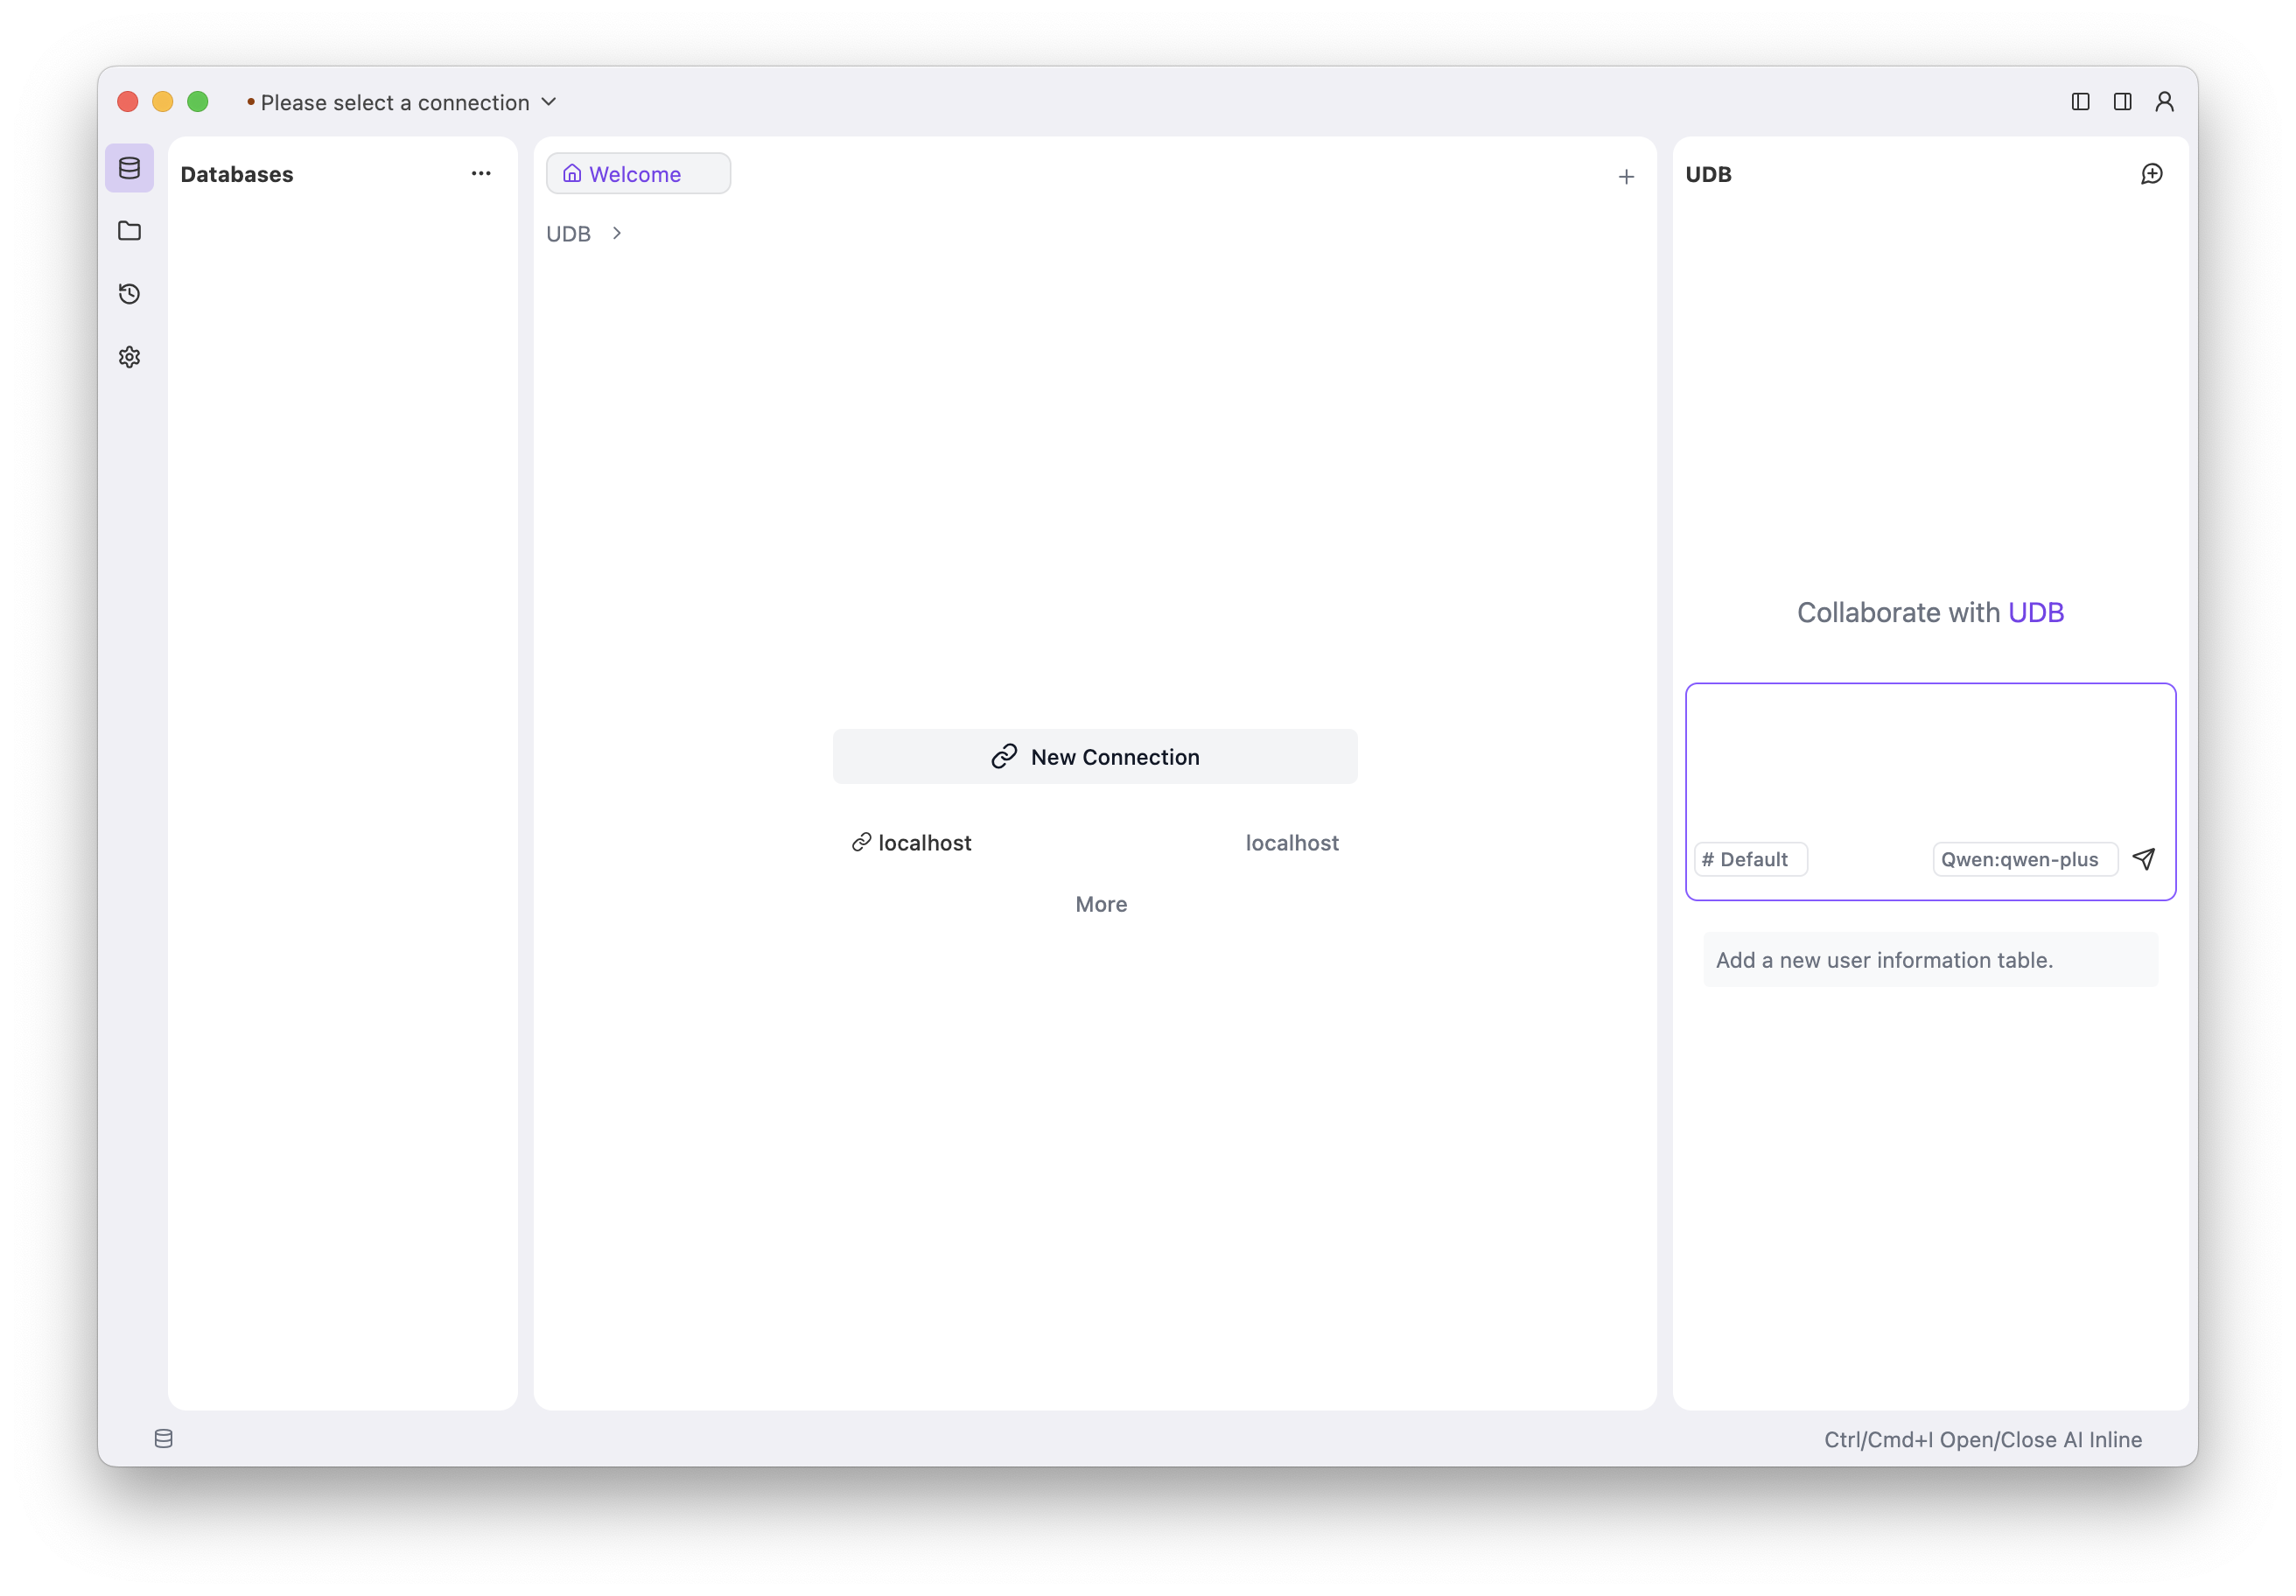 Please select a connection
Databases
Welcome
UDB
New Connection
localhost localhost
More
UDB
Collaborate with UDB
# Default Qwen:qwen-plus
Add a new user information table.
Ctrl/Cmd+I Open/Close AI Inline